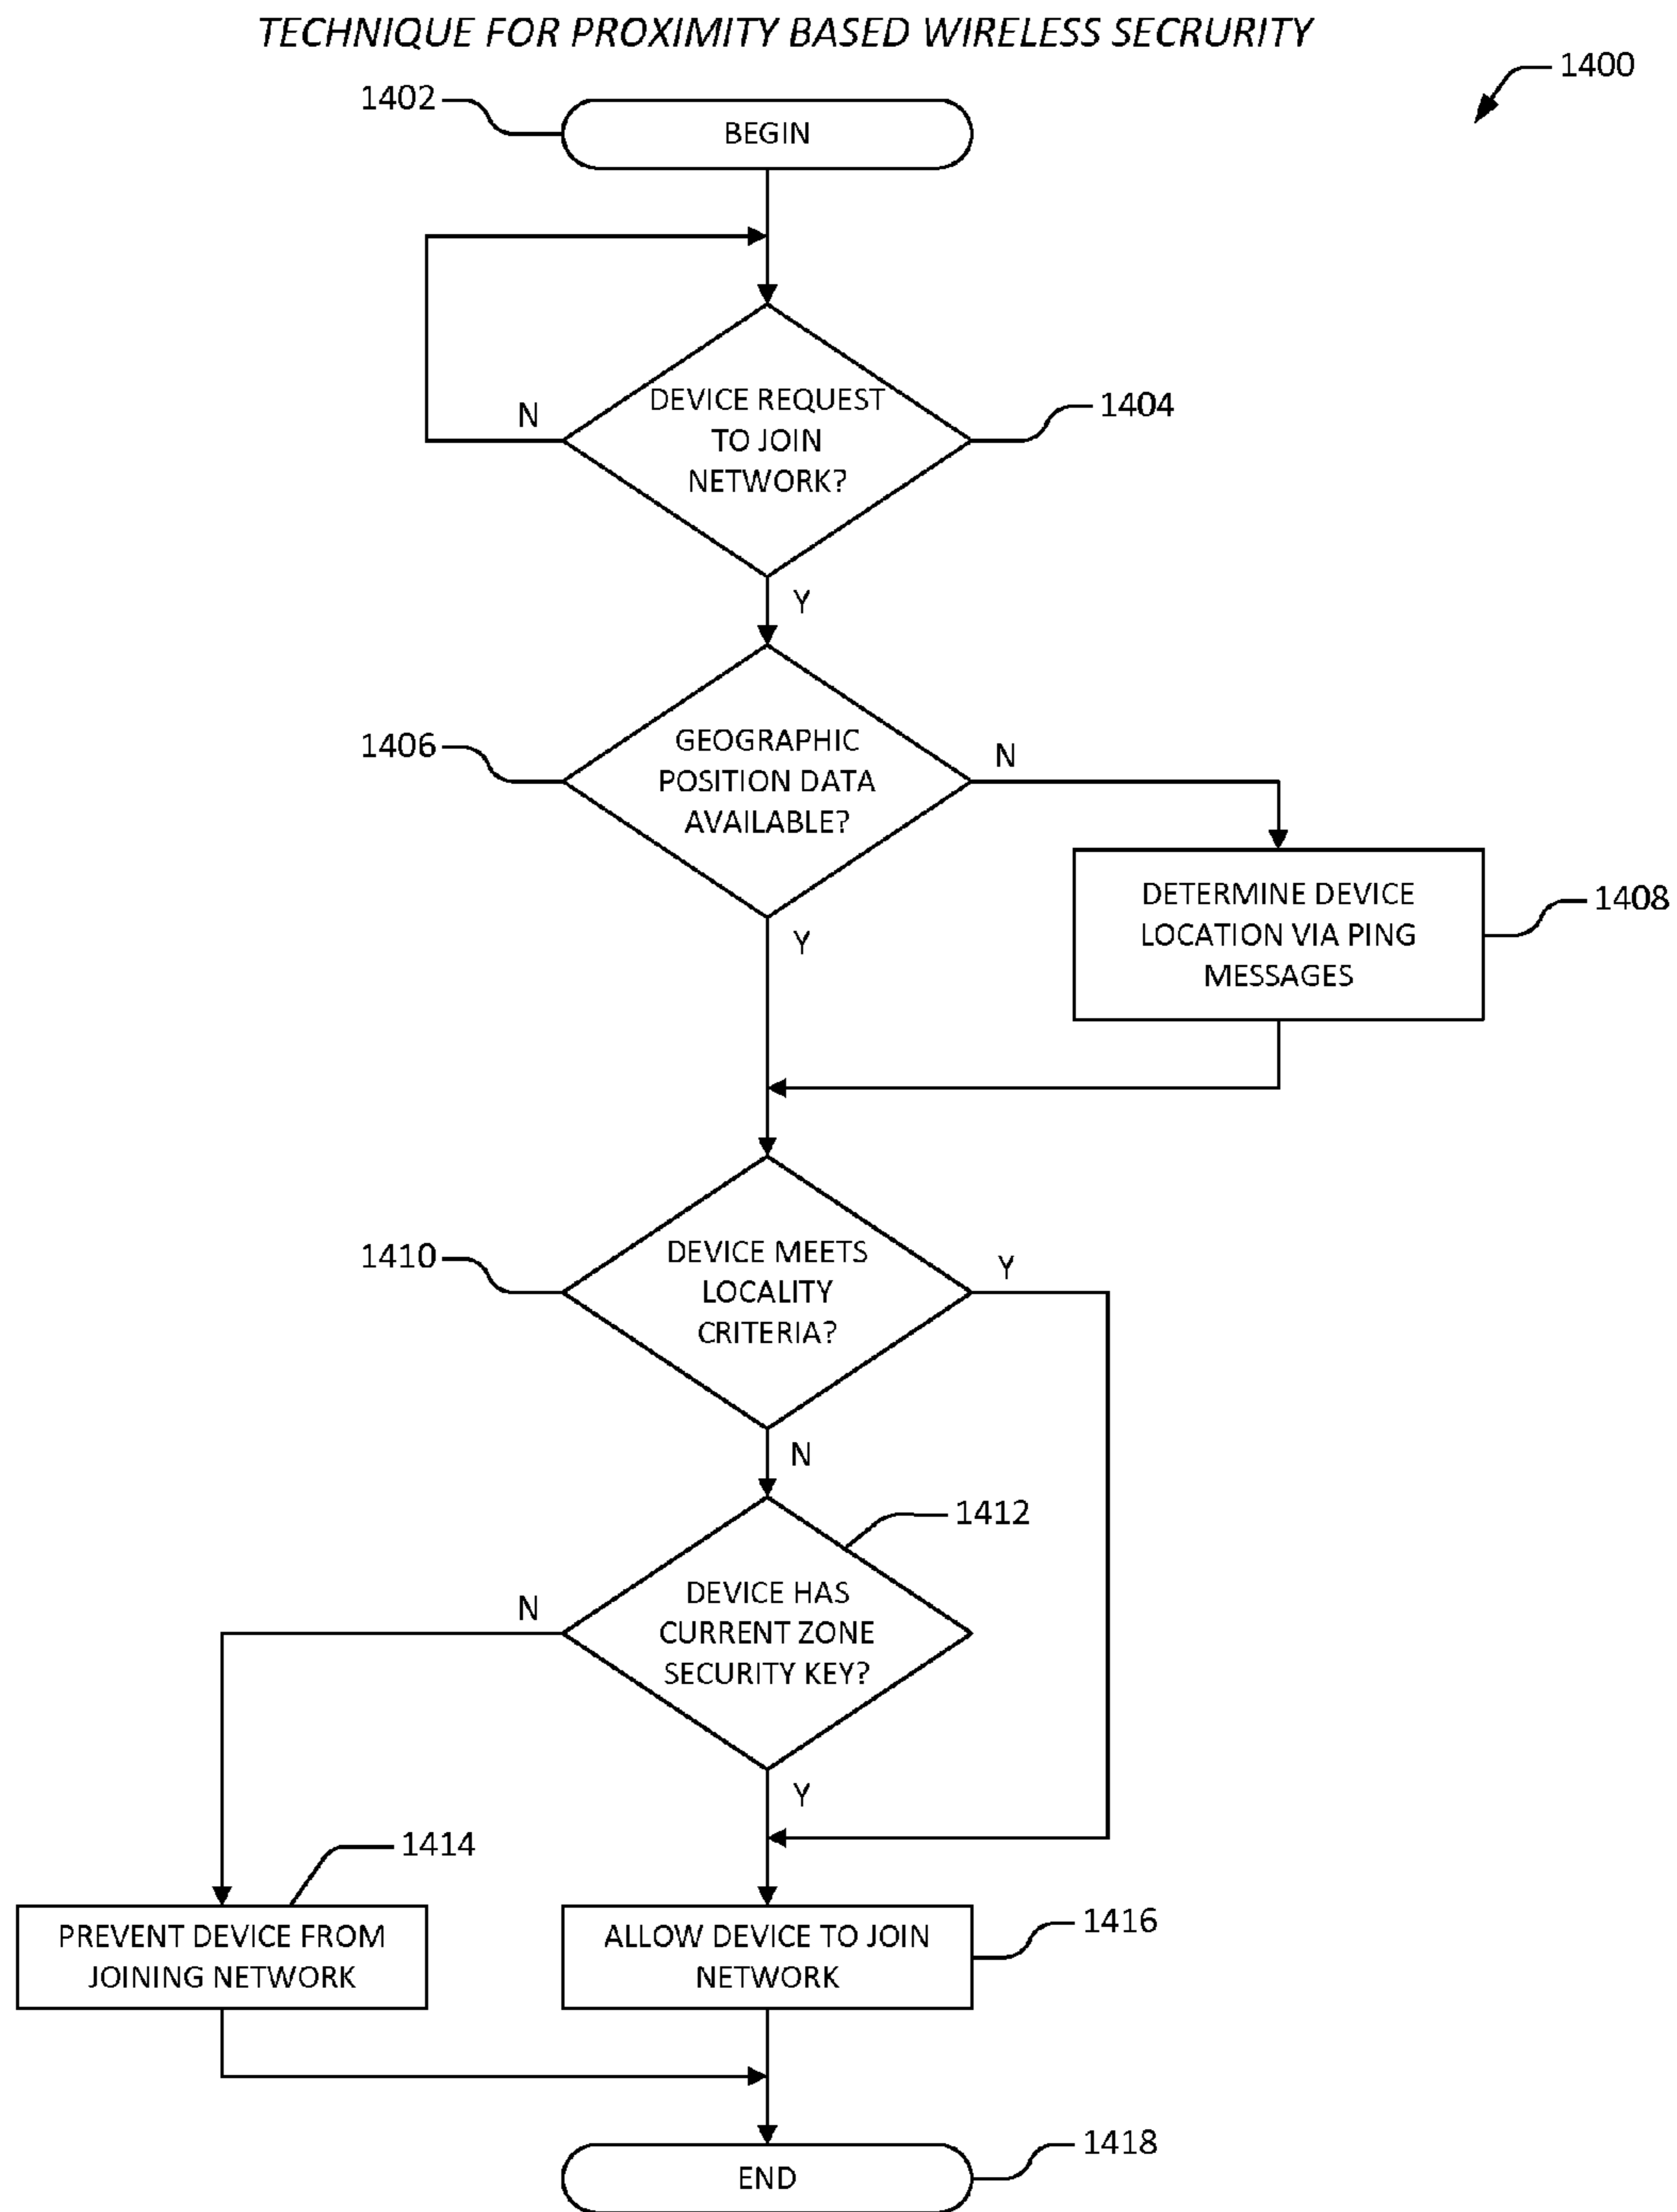 TECHNIQUE FOR PROXIMITY BASED WIRELESS SECRURITY
1400
1402
BEGIN
DEVICE REQUEST
TO JOIN
NETWORK?
N
1404
Y
1406
GEOGRAPHIC
POSITION DATA
AVAILABLE?
N
Y
DETERMINE DEVICE
LOCATION VIA PING
MESSAGES
1408
1410
DEVICE MEETS
LOCALITY
CRITERIA?
Y
N
1412
DEVICE HAS
CURRENT ZONE
SECURITY KEY?
N
Y
1414
PREVENT DEVICE FROM
JOINING NETWORK
ALLOW DEVICE TO JOIN
NETWORK
1416
END
1418